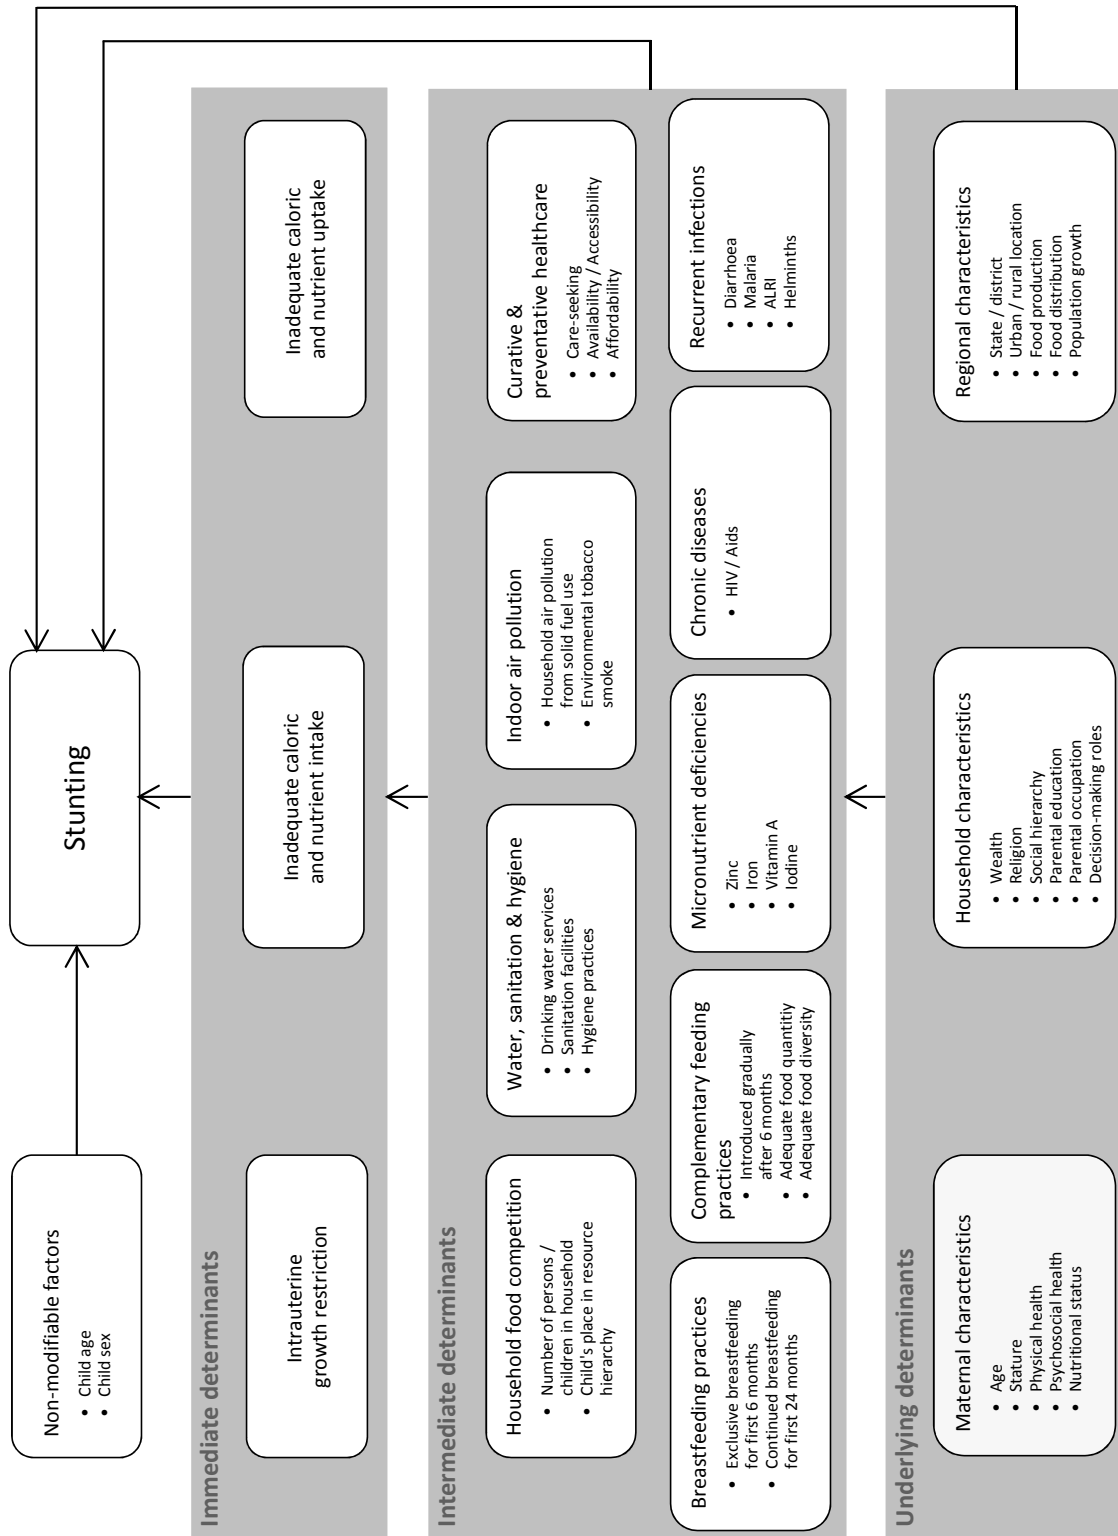 Non-modifiable factors
• Child age
• Child sex
Stunting
Immediate determinants
Intrauterine
growth restriction
Inadequate caloric
and nutrient intake
Inadequate caloric
and nutrient uptake
Intermediate determinants
Household food competition
• Number of persons /
children in household
• Child's place in resource
hierarchy
Water, sanitation & hygiene
• Drinking water services
• Sanitation facilities
• Hygiene practices
Indoor air pollution
• Household air pollution
from solid fuel use
• Environmental tobacco
smoke
Curative &
preventative healthcare
• Care-seeking
• Availability / Accessibility
• Affordability
Breastfeeding practices
• Exclusive breastfeeding
for first 6 months
• Continued breastfeeding
for first 24 months
Complementary feeding
practices
• Introduced gradually
after 6 months
• Adequate food quantitiy
• Adequate food diversity
Micronutrient deficiencies
• Zinc
• Iron
• Vitamin A
• Iodine
Chronic diseases
• HIV / Aids
Recurrent infections
• Diarrhoea
• Malaria
• ALRI
• Helminths
Underlying determinants
Maternal characteristics
• Age
• Stature
• Physical health
• Psychosocial health
• Nutritional status
Household characteristics
• Wealth
• Religion
• Social hierarchy
• Parental education
• Parental occupation
• Decision-making roles
Regional characteristics
• State / district
• Urban / rural location
• Food production
• Food distribution
• Population growth